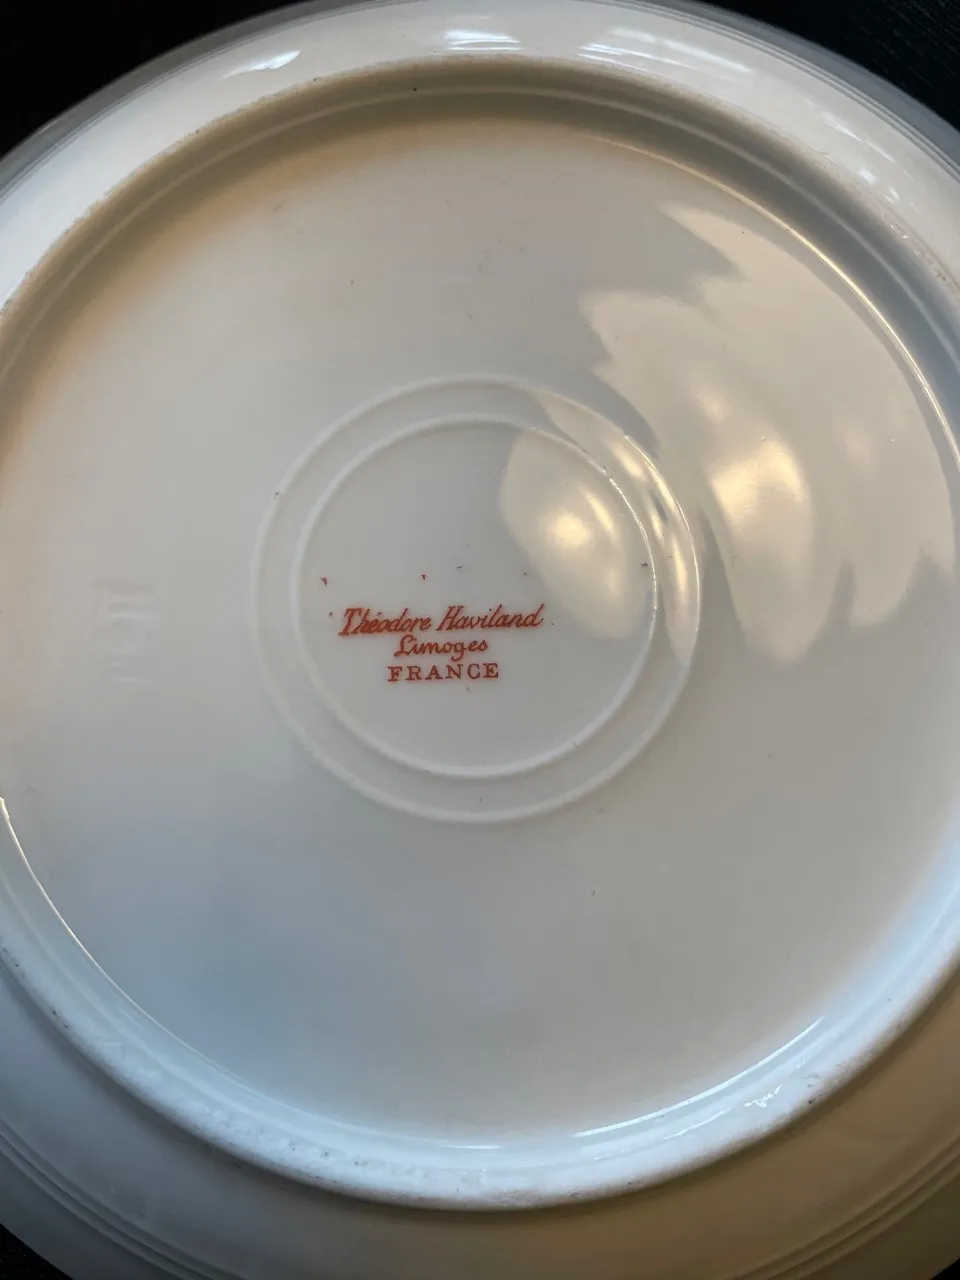 Théodore Haviland
Limoges
FRANCE